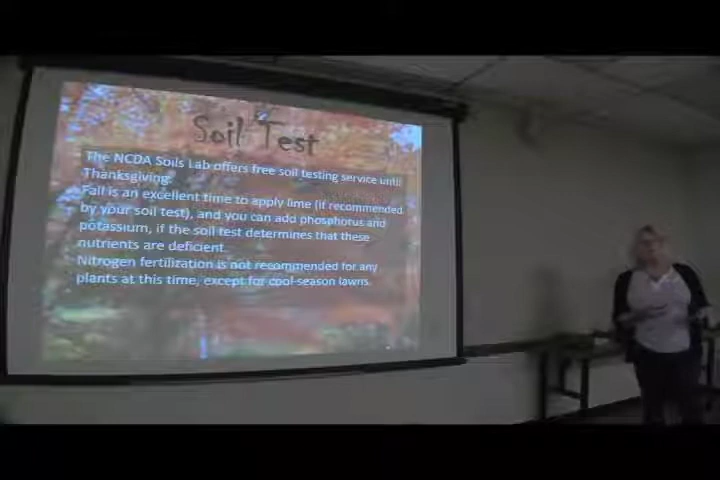 Soil Test
The NCDA Soils Lab offers free soil testing service until
Thanksgiving.
Fall is an excellent time to apply lime (if recommended
by your soil test), and you can add phosphorus and
potassium, if the soil test determines that these
nutrients are deficient.
Nitrogen fertilization is not recommended for any
plants at this time, except for cool-season lawns.